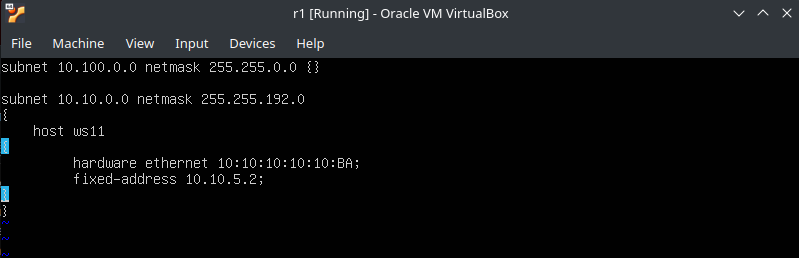 r1 [Running] - Oracle VM VirtualBox
File Machine View Input Devices Help
subnet 10.100.0.0 netmask 255.255.0.0 {}
subnet 10.10.0.0 netmask 255.255.192.0
{
host ws11
{
hardware ethernet 10:10:10:10:10:BA;
fixed-address 10.10.5.2;
}
}
~
~
~